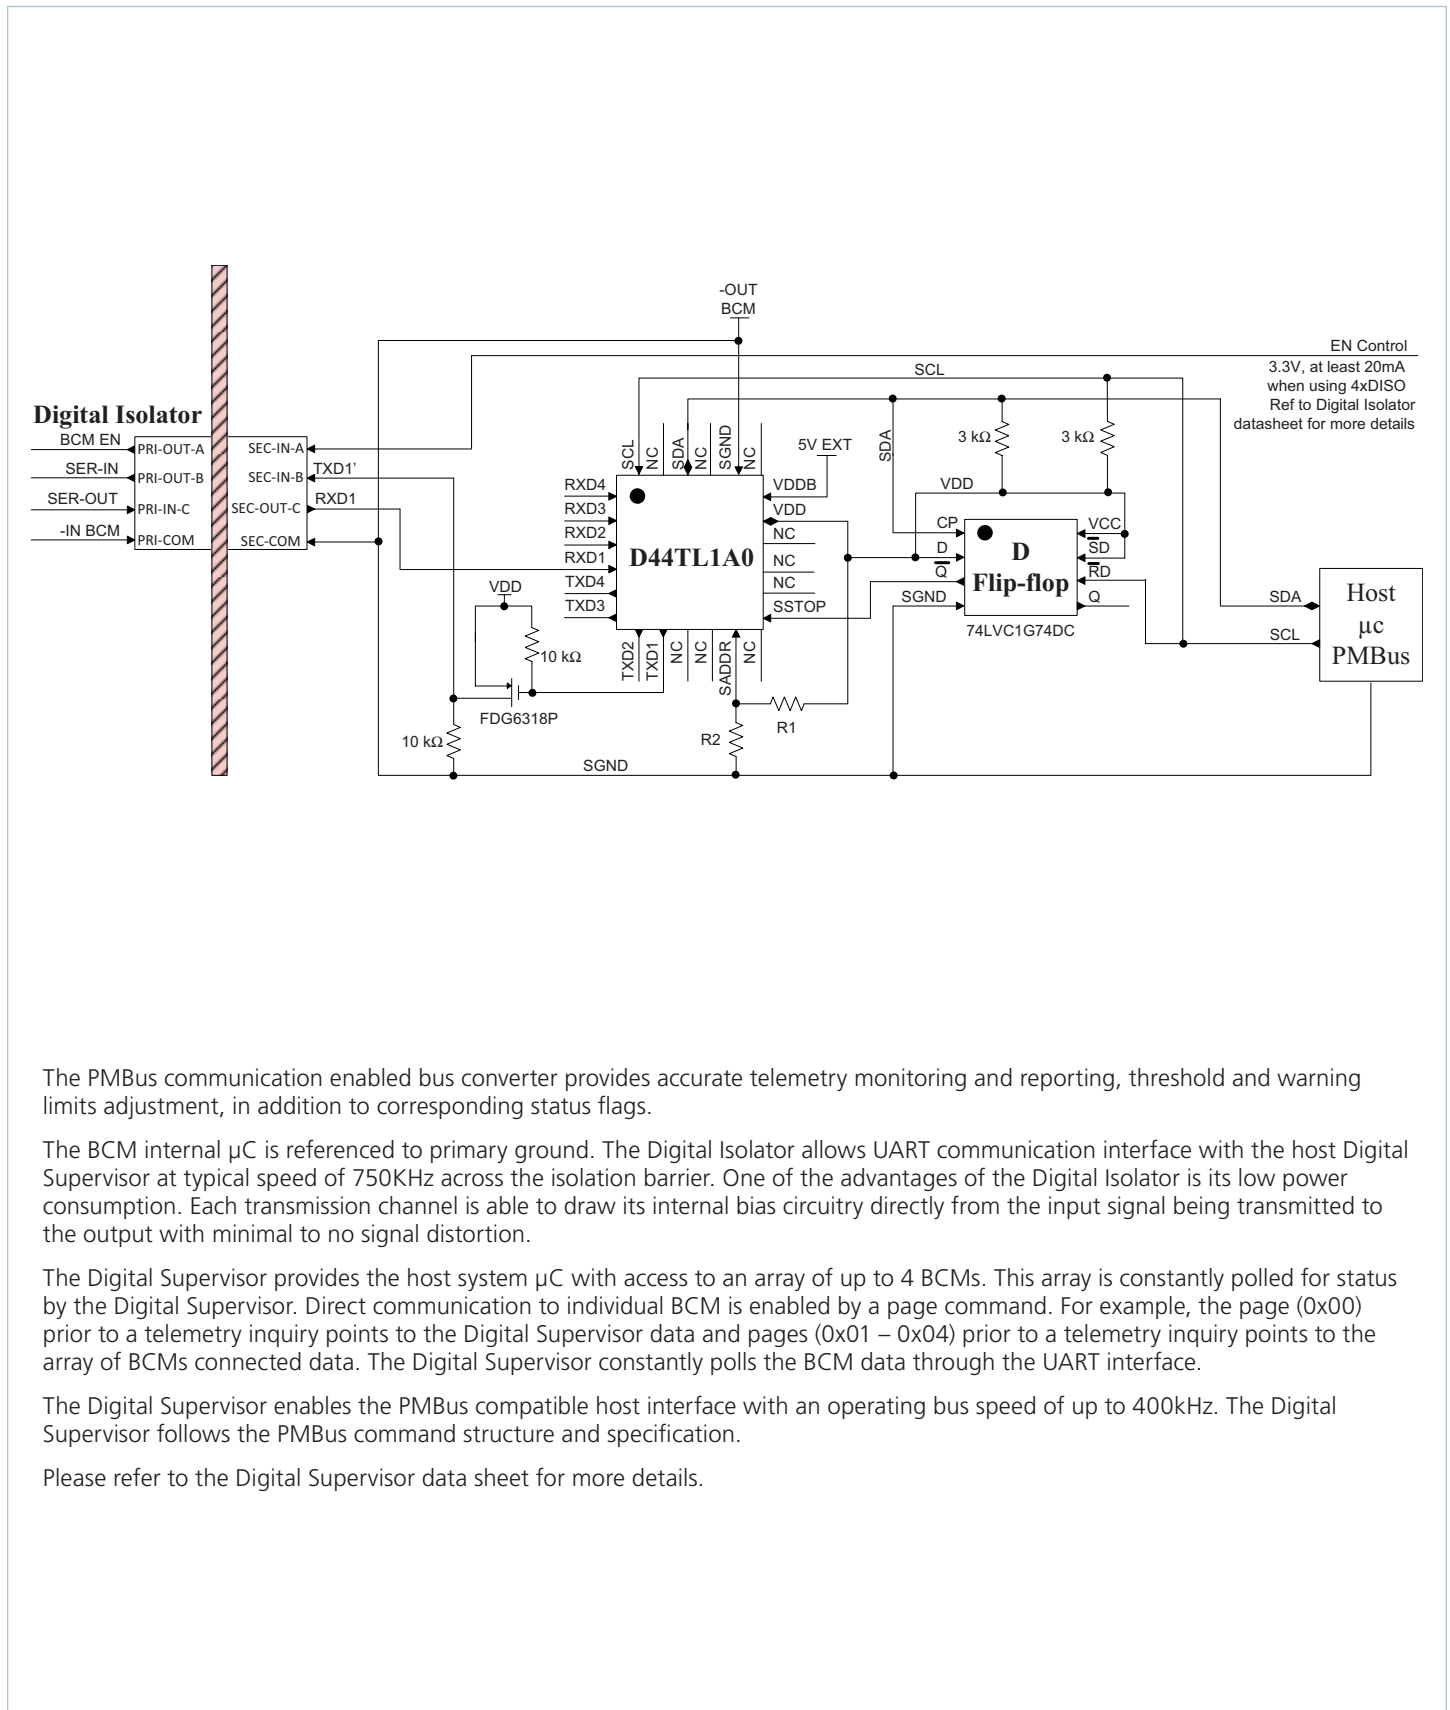 -OUT
BCM
EN Control
3.3V, at least 20mA
when using 4xDISO
Ref to Digital Isolator
datasheet for more details
SCL
Digital Isolator
BCM EN
PRI-OUT-A
SEC-IN-A
SER-IN
PRI-OUT-B
SEC-IN-B
TXD1'
SER-OUT
PRI-IN-C
SEC-OUT-C
RXD1
-IN BCM
PRI-COM
SEC-COM
SCL
NC
SDA
NC
SGND
NC
5V EXT
SDA
3 kΩ
3 kΩ
RXD4
RXD3
RXD2
RXD1
TXD4
TXD3
D44TL1A0
VDDB
VDD
NC
NC
NC
SSTOP
TXD2
TXD1
NC
NC
SADDR
NC
VDD
CP
D
Q
SGND
D
Flip-flop
VCC
SD
RD
Q
74LVC1G74DC
SDA
SCL
Host
µc
PMBus
VDD
10 kΩ
FDG6318P
10 kΩ
R1
R2
SGND
The PMBus communication enabled bus converter provides accurate telemetry monitoring and reporting, threshold and warning
limits adjustment, in addition to corresponding status flags.
The BCM internal µC is referenced to primary ground. The Digital Isolator allows UART communication interface with the host Digital
Supervisor at typical speed of 750KHz across the isolation barrier. One of the advantages of the Digital Isolator is its low power
consumption. Each transmission channel is able to draw its internal bias circuitry directly from the input signal being transmitted to
the output with minimal to no signal distortion.
The Digital Supervisor provides the host system µC with access to an array of up to 4 BCMs. This array is constantly polled for status
by the Digital Supervisor. Direct communication to individual BCM is enabled by a page command. For example, the page (0x00)
prior to a telemetry inquiry points to the Digital Supervisor data and pages (0x01 – 0x04) prior to a telemetry inquiry points to the
array of BCMs connected data. The Digital Supervisor constantly polls the BCM data through the UART interface.
The Digital Supervisor enables the PMBus compatible host interface with an operating bus speed of up to 400kHz. The Digital
Supervisor follows the PMBus command structure and specification.
Please refer to the Digital Supervisor data sheet for more details.